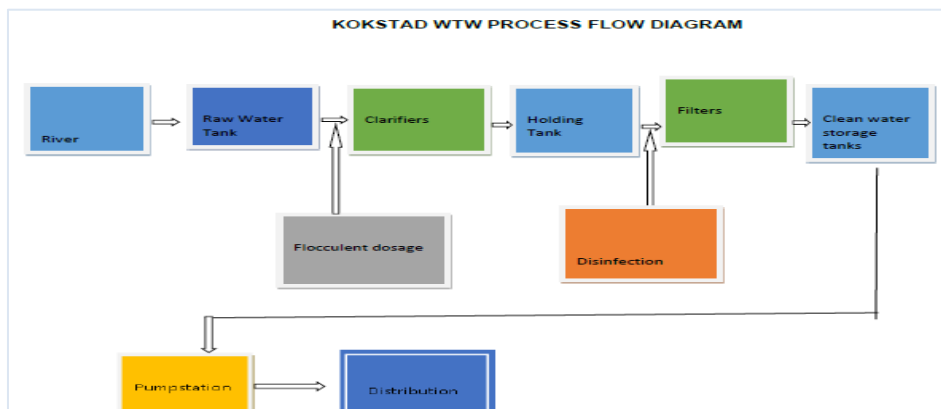 KOKSTAD WTW PROCESS FLOW DIAGRAM
River
Raw Water
Tank
Clarifiers
Holding
Tank
Filters
Clean water
storage
tanks
Flocculent dosage
Disinfection
Pumpstation
Distribution